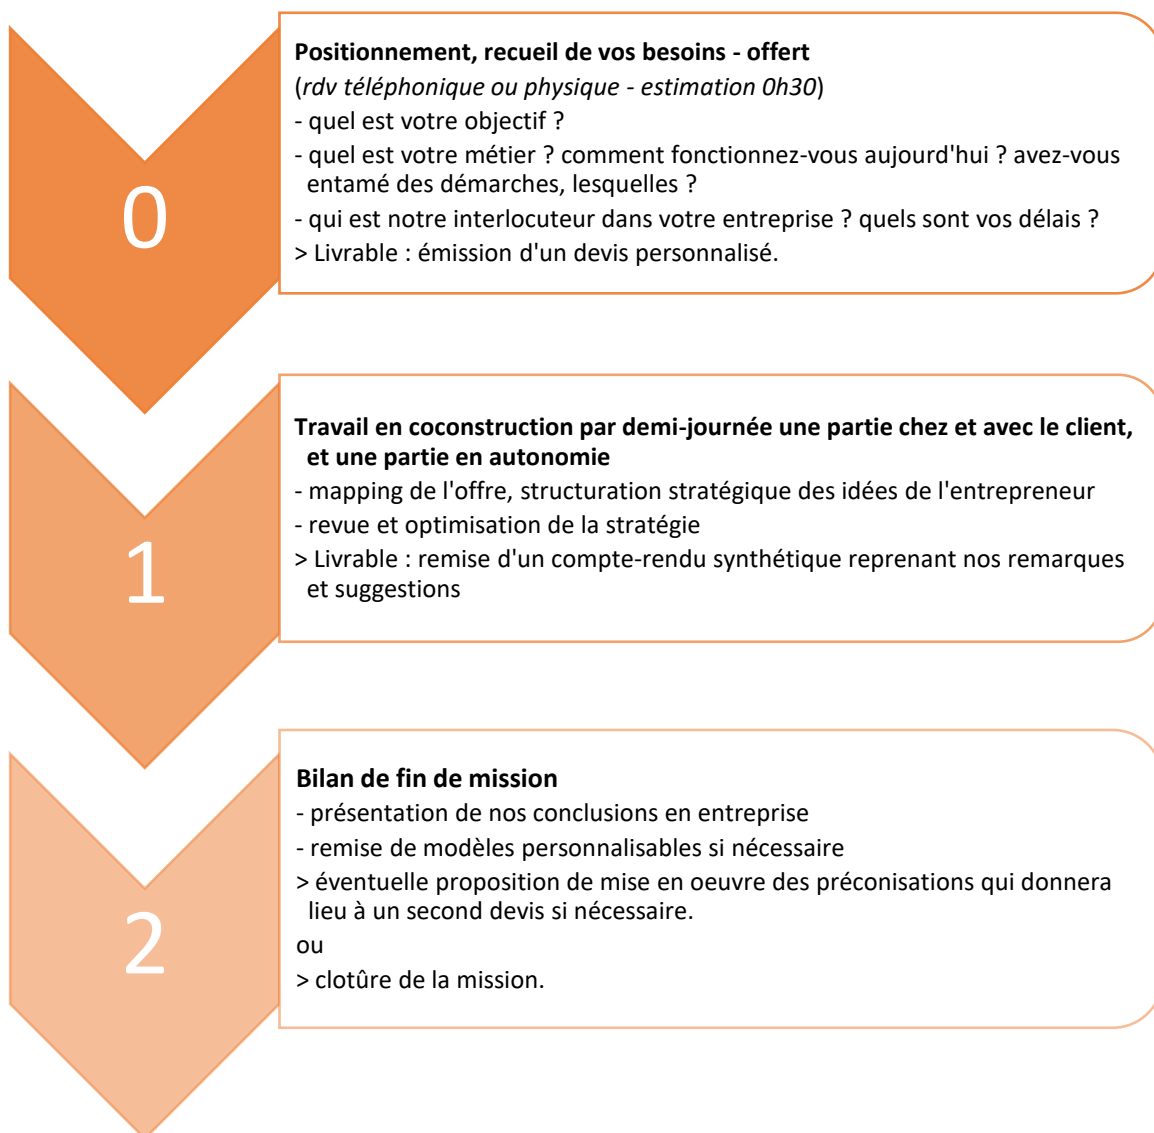 0
Positionnement, recueil de vos besoins - offert
(rdv téléphonique ou physique - estimation 0h30)
- quel est votre objectif ?
- quel est votre métier ? comment fonctionnez-vous aujourd'hui ? avez-vous
entamé des démarches, lesquelles ?
- qui est notre interlocuteur dans votre entreprise ? quels sont vos délais ?
> Livrable : émission d'un devis personnalisé.
1
Travail en coconstruction par demi-journée une partie chez et avec le client,
et une partie en autonomie
- mapping de l'offre, structuration stratégique des idées de l'entrepreneur
- revue et optimisation de la stratégie
> Livrable : remise d'un compte-rendu synthétique reprenant nos remarques
et suggestions
2
Bilan de fin de mission
- présentation de nos conclusions en entreprise
- remise de modèles personnalisables si nécessaire
> éventuelle proposition de mise en oeuvre des préconisations qui donnera
lieu à un second devis si nécessaire.
ou
> clotûre de la mission.